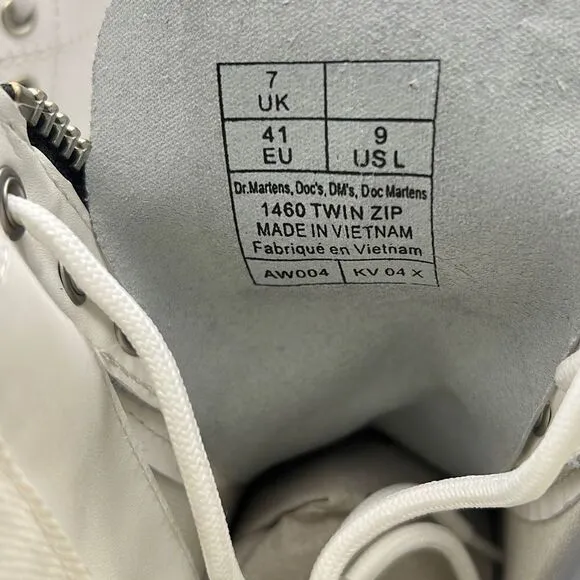 7
UK
41 9
EU US L
Dr.Martens, Doc's, DM's, Doc Martens
1460 TWIN ZIP
MADE IN VIETNAM
Fabriqué en Vietnam
AW004 KV 04 X